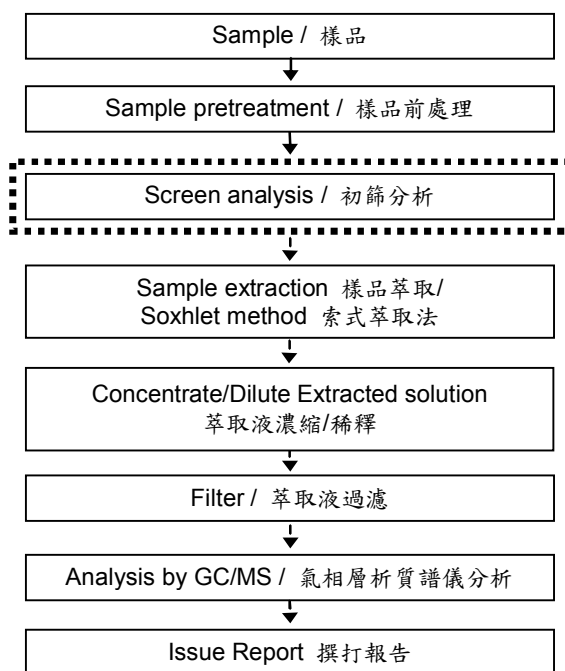 Sample / 樣品
Sample pretreatment / 樣品前處理
Screen analysis / 初篩分析
Sample extraction 樣品萃取/
Soxhlet method 索式萃取法
Concentrate/Dilute Extracted solution
萃取液濃縮/稀釋
Filter / 萃取液過濾
Analysis by GC/MS / 氣相層析質譜儀分析
Issue Report 撰打報告